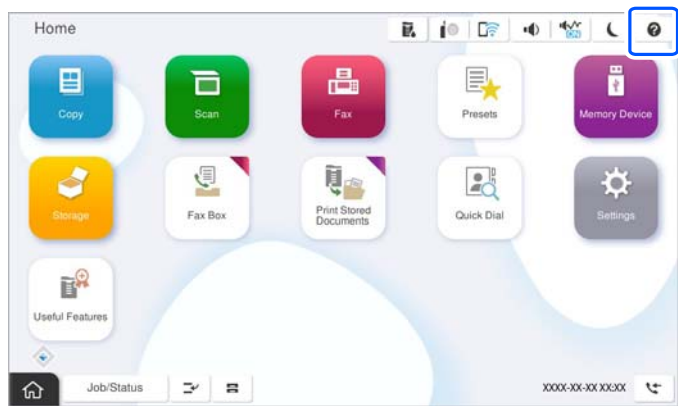 Home
Copy
Scan
Fax
Presets
Memory Device
Storage
Fax Box
Print Stored
Documents
Quick Dial
Settings
Useful Features
Job/Status
XXXX-XX-XX XX:XX